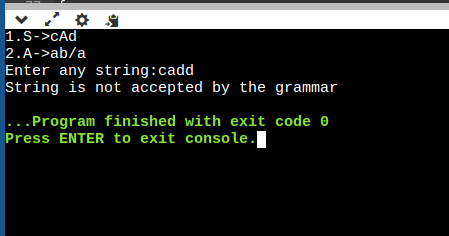 1.S->cAd
2.A->ab/a
Enter any string:cadd
String is not accepted by the grammar
...Program finished with exit code 0
Press ENTER to exit console.